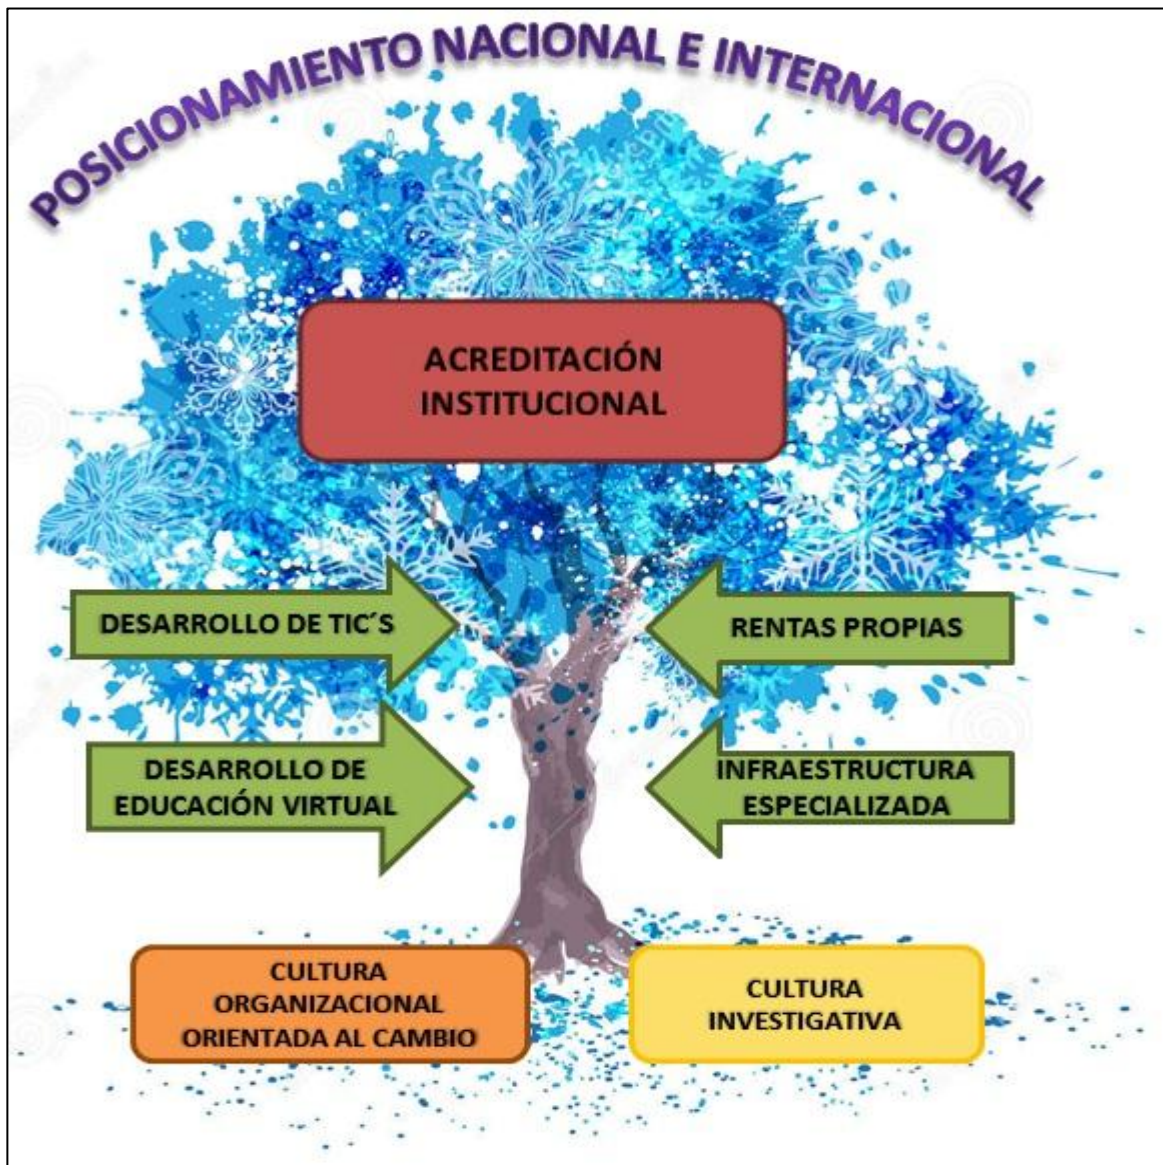 POSICIONAMIENTO NACIONAL E INTERNACIONAL
ACREDITACIÓN
INSTITUCIONAL
DESARROLLO DE TIC´S
RENTAS PROPIAS
DESARROLLO DE
EDUCACIÓN VIRTUAL
INFRAESTRUCTURA
ESPECIALIZADA
CULTURA
ORGANIZACIONAL
ORIENTADA AL CAMBIO
CULTURA
INVESTIGATIVA